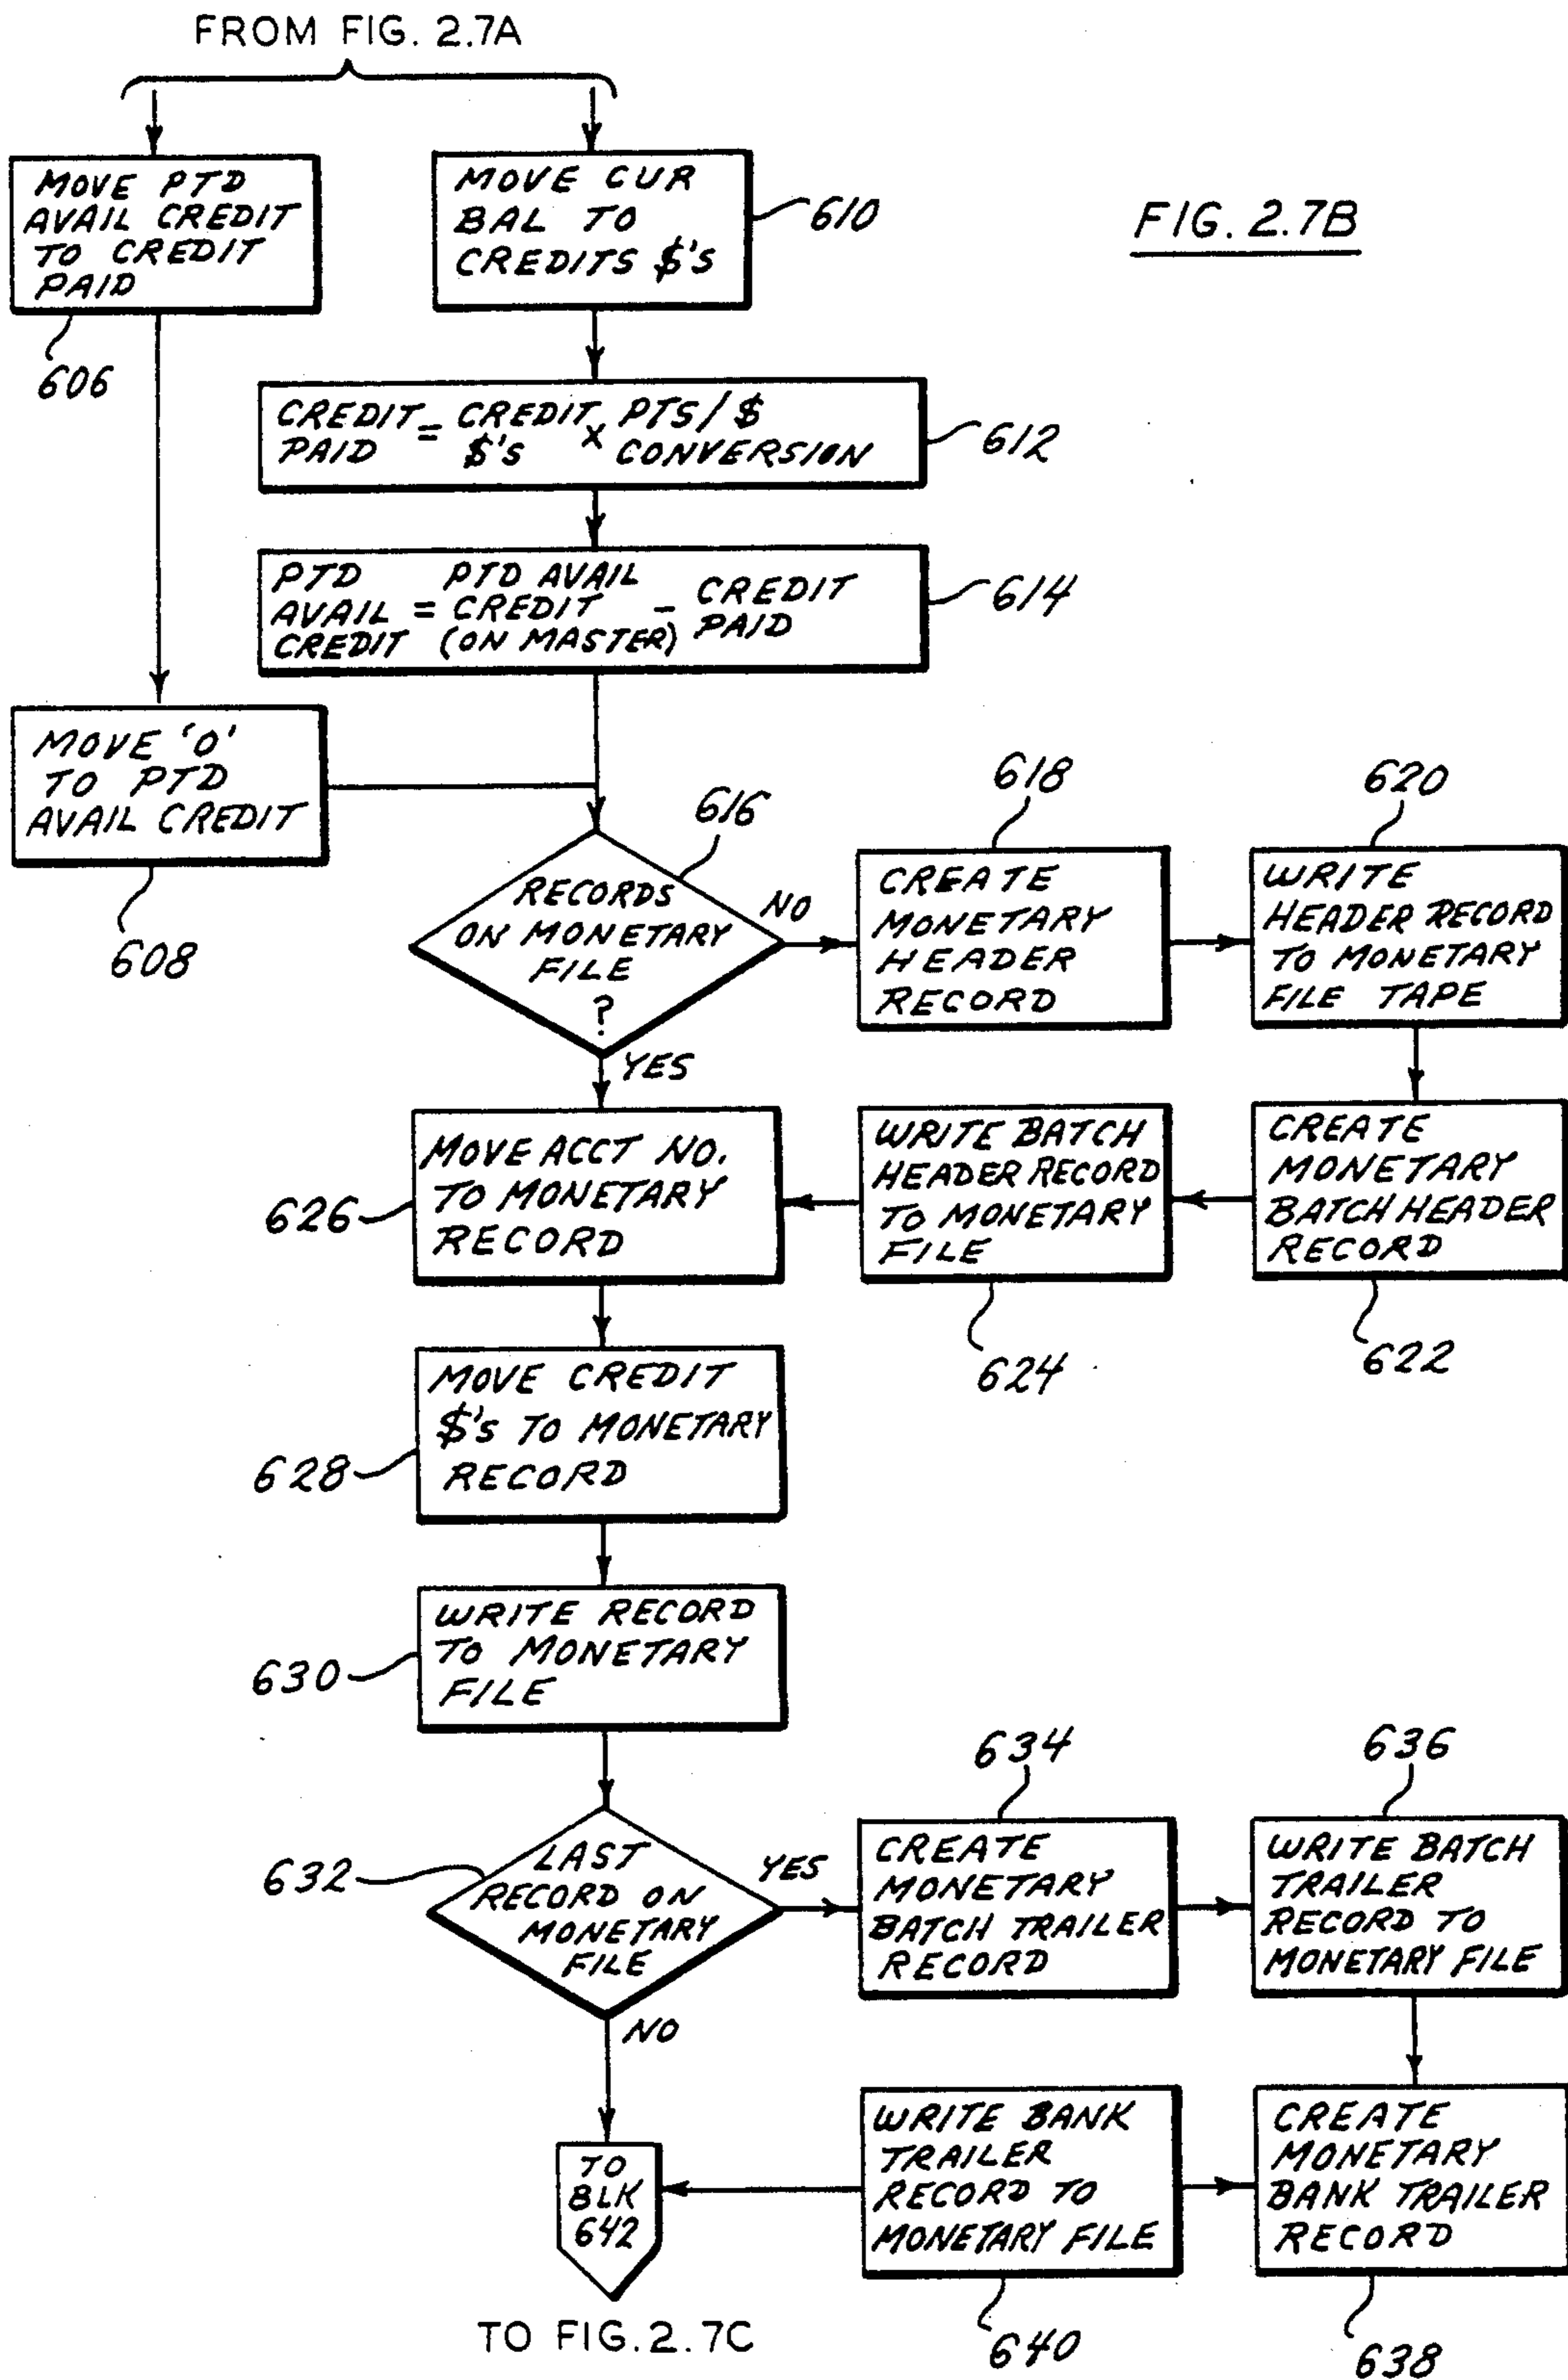 FROM FIG. 2.7A
MOVE PTD
AVAIL CREDIT
TO CREDIT
PAID
606
MOVE CUR
BAL TO
CREDITS $'s
610
FIG. 2.7B
CREDIT PAID = CREDIT $'s x PTS/$ CONVERSION
612
PTD AVAIL CREDIT = PTD AVAIL CREDIT (ON MASTER) - CREDIT PAID
614
MOVE 'O'
TO PTD
AVAIL CREDIT
608
RECORDS
ON MONETARY
FILE
?
616
NO
YES
CREATE
MONETARY
HEADER
RECORD
618
WRITE
HEADER RECORD
TO MONETARY
FILE TAPE
620
MOVE ACCT NO.
TO MONETARY
RECORD
626
WRITE BATCH
HEADER RECORD
TO MONETARY
FILE
624
CREATE
MONETARY
BATCH HEADER
RECORD
622
MOVE CREDIT
$'s TO MONETARY
RECORD
628
WRITE RECORD
TO MONETARY
FILE
630
LAST
RECORD ON
MONETARY
FILE
632
YES
NO
CREATE
MONETARY
BATCH TRAILER
RECORD
634
WRITE BATCH
TRAILER
RECORD TO
MONETARY FILE
636
TO
BLK
642
WRITE BANK
TRAILER
RECORD TO
MONETARY FILE
640
CREATE
MONETARY
BANK TRAILER
RECORD
638
TO FIG. 2.7C